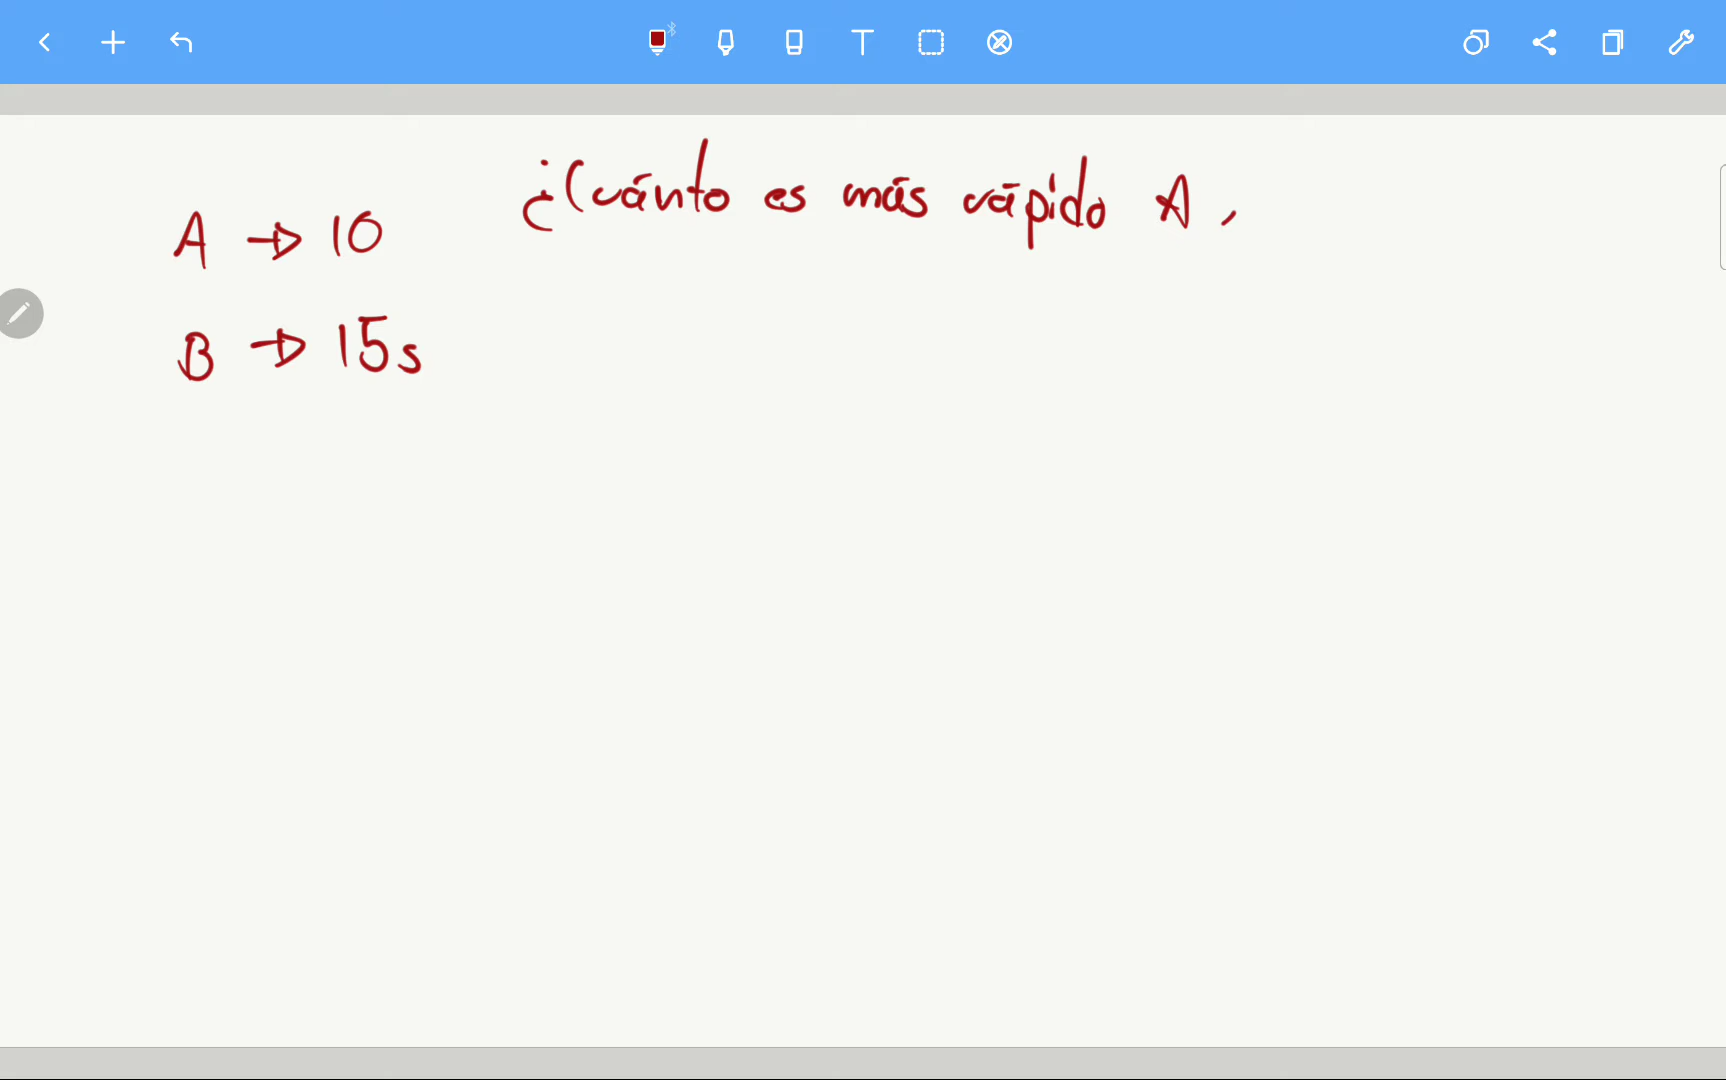 ¿Cuánto es más rápido A,
A → 10
B → 15s